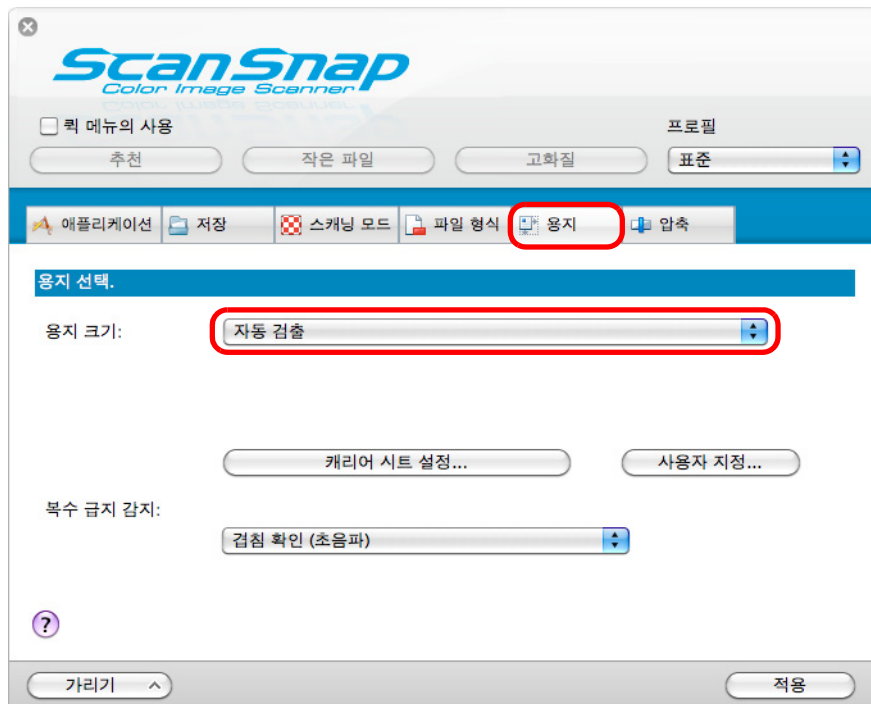 ScanSnap
Color Image Scanner
퀵 메뉴의 사용
프로필
추천 작은 파일 고화질 표준
애플리케이션 저장 스캐닝 모드 파일 형식 용지 압축
용지 선택.
용지 크기: 자동 검출
캐리어 시트 설정... 사용자 지정...
복수 급지 감지:
겹침 확인 (초음파)
?
가리기 적용